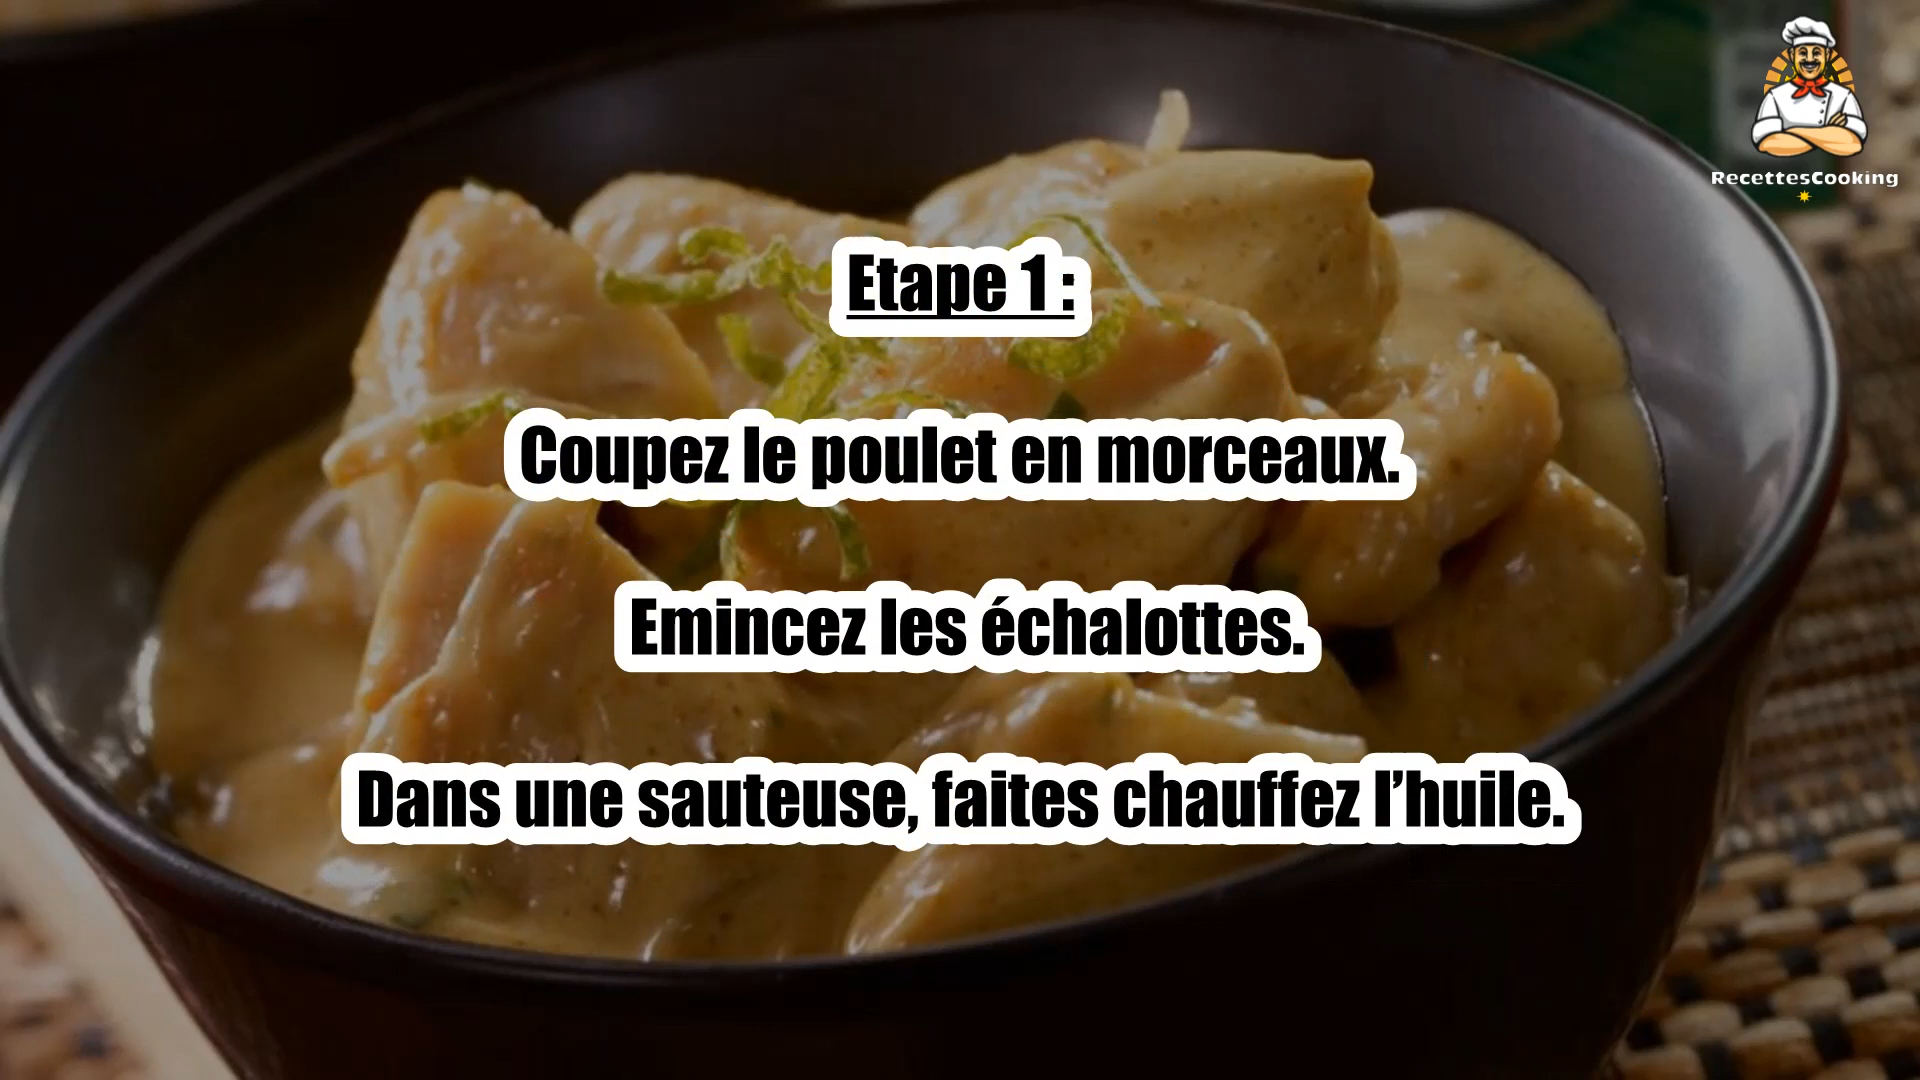 RecettesCooking
Etape 1 :
Coupez le poulet en morceaux.
Emincez les échalottes.
Dans une sauteuse, faites chauffez l’huile.